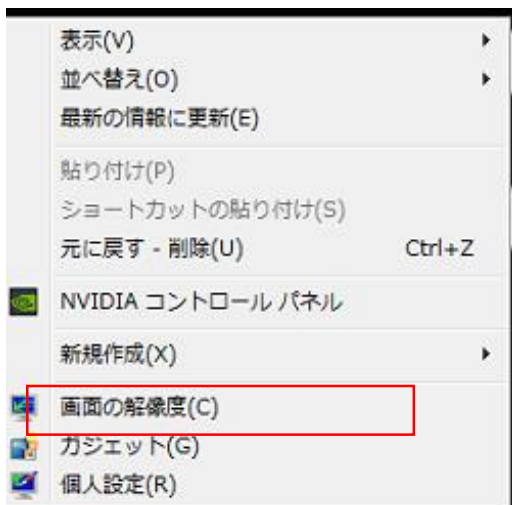 表示(V)
並べ替え(O)
最新の情報に更新(E)
貼り付け(P)
ショートカットの貼り付け(S)
元に戻す - 削除(U) Ctrl+Z
NVIDIA コントロール パネル
新規作成(X)
画面の解像度(C)
ガジェット(G)
個人設定(R)